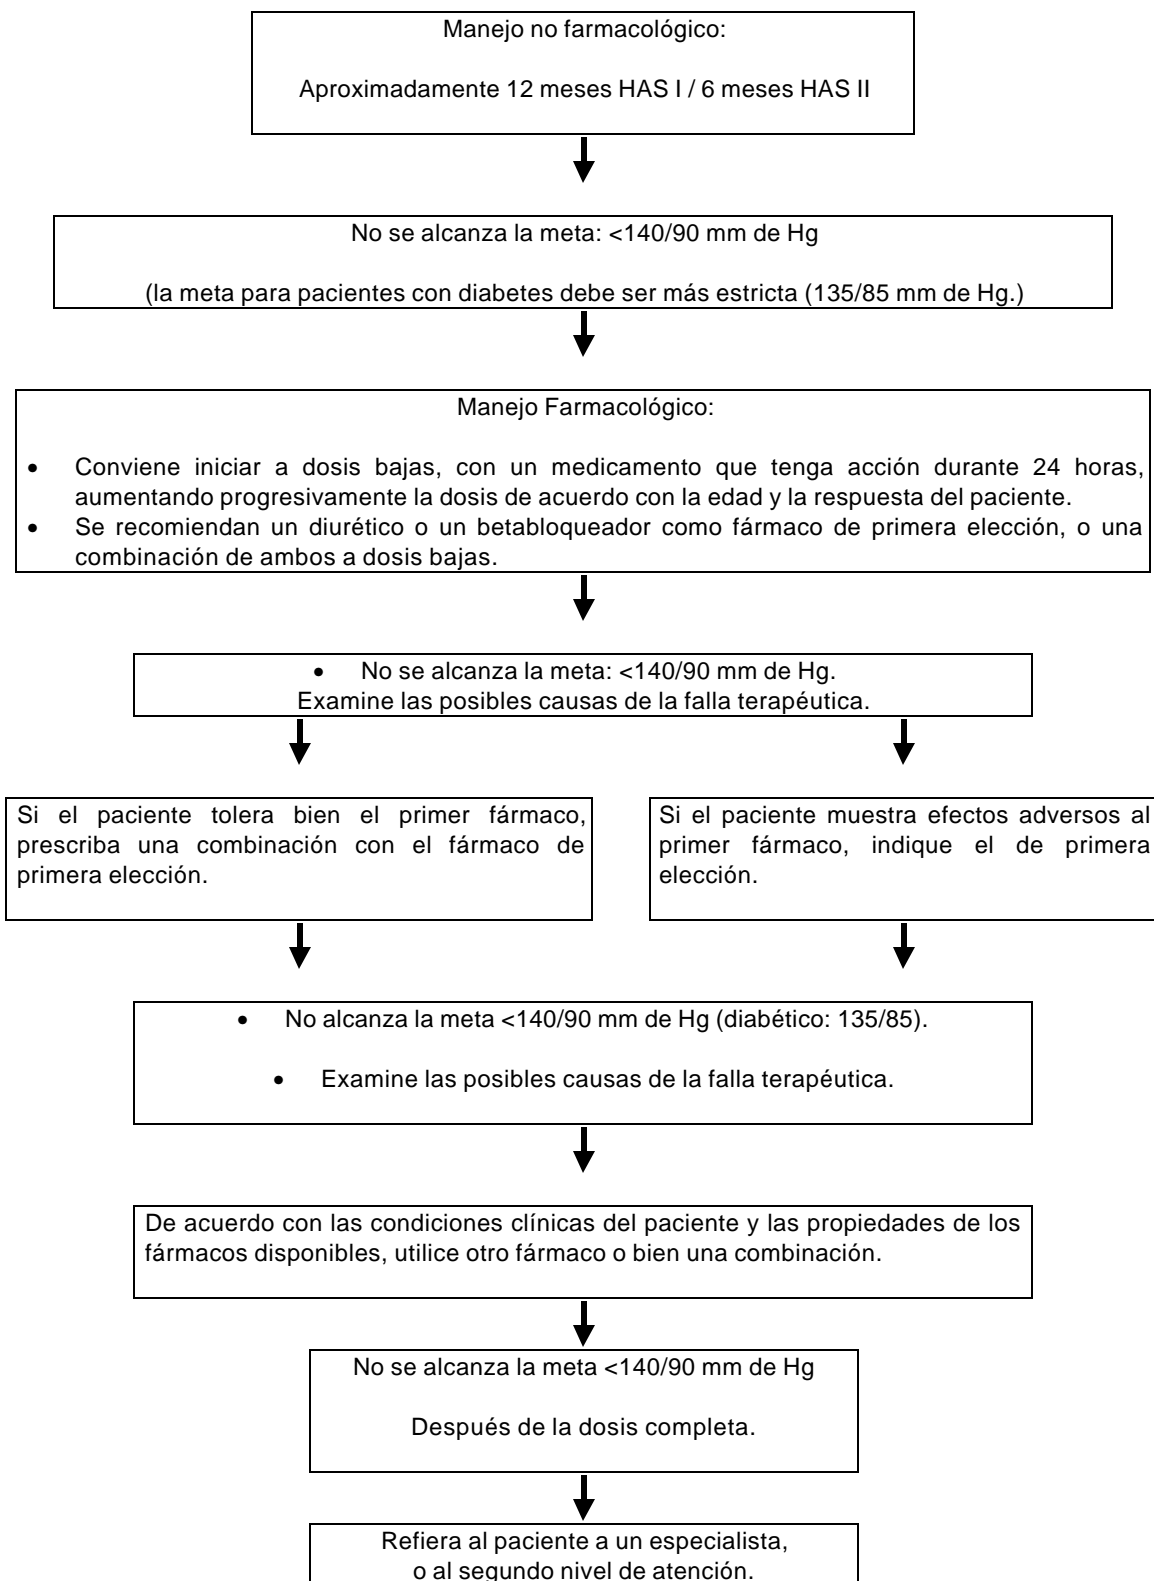 Manejo no farmacológico:
Aproximadamente 12 meses HAS I / 6 meses HAS II
No se alcanza la meta: <140/90 mm de Hg
(la meta para pacientes con diabetes debe ser más estricta (135/85 mm de Hg.)
Manejo Farmacológico:
• Conviene iniciar a dosis bajas, con un medicamento que tenga acción durante 24 horas,
aumentando progresivamente la dosis de acuerdo con la edad y la respuesta del paciente.
• Se recomiendan un diurético o un betabloqueador como fármaco de primera elección, o una
combinación de ambos a dosis bajas.
• No se alcanza la meta: <140/90 mm de Hg.
Examine las posibles causas de la falla terapéutica.
Si el paciente tolera bien el primer fármaco,
prescriba una combinación con el fármaco de
primera elección.
Si el paciente muestra efectos adversos al
primer fármaco, indique el de primera
elección.
• No alcanza la meta <140/90 mm de Hg (diabético: 135/85).
• Examine las posibles causas de la falla terapéutica.
De acuerdo con las condiciones clínicas del paciente y las propiedades de los
fármacos disponibles, utilice otro fármaco o bien una combinación.
No se alcanza la meta <140/90 mm de Hg
Después de la dosis completa.
Refiera al paciente a un especialista,
o al segundo nivel de atención.